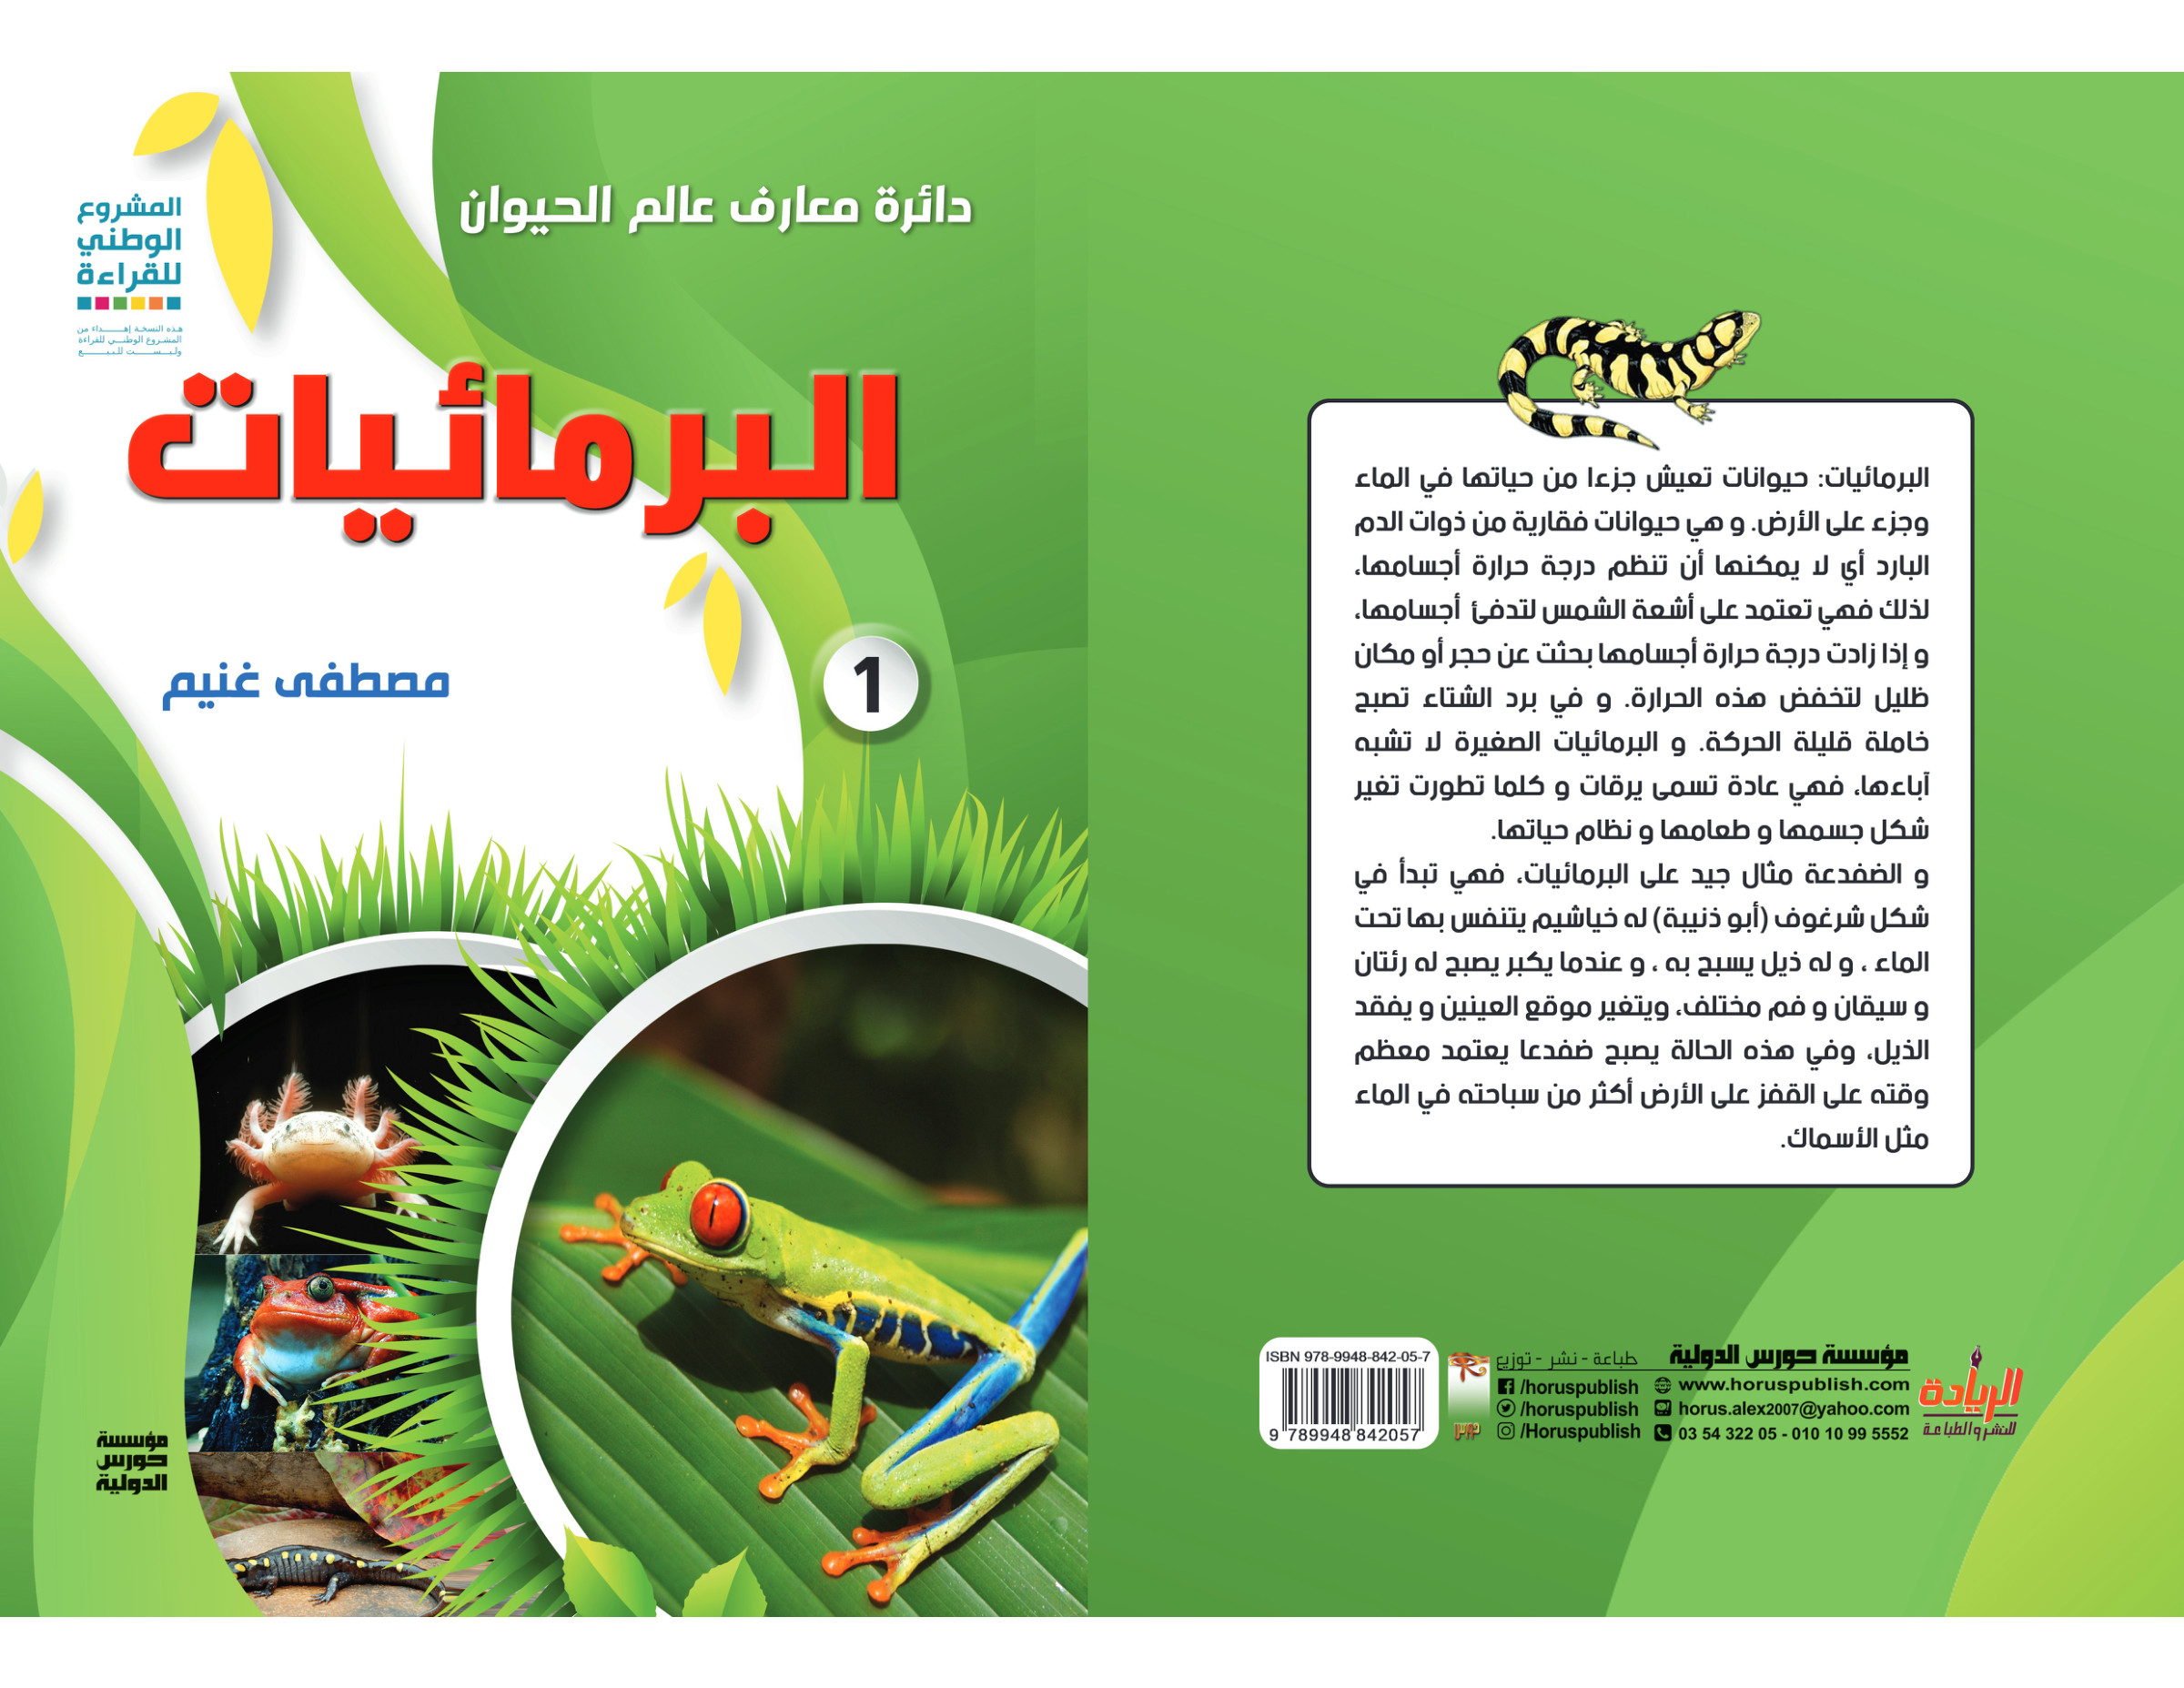 دائرة معارف عالم الحيوان
المشروع
الوطني
للقراءة
هذه النسخة إهـــــداء من
المشروع الوطنـــي للقراءة
وليـــســـــت للبيـــــــع
البرمائيات
1
مصطفى غنيم
مؤسسة
حورس
الدولية
البرمائيات: حيوانات تعيش جزءا من حياتها في الماء
وجزء على الأرض. و هي حيوانات فقارية من ذوات الدم
البارد أي لا يمكنها أن تنظم درجة حرارة أجسامها،
لذلك فهي تعتمد على أشعة الشمس لتدفئ أجسامها،
و إذا زادت درجة حرارة أجسامها بحثت عن حجر أو مكان
ظليل لتخفض هذه الحرارة. و في برد الشتاء تصبح
خاملة قليلة الحركة. و البرمائيات الصغيرة لا تشبه
آباءها، فهي عادة تسمى يرقات و كلما تطورت تغير
شكل جسمها و طعامها و نظام حياتها.
و الضفدعة مثال جيد على البرمائيات، فهي تبدأ في
شكل شرغوف (أبو ذنيبة) له خياشيم يتنفس بها تحت
الماء ، و له ذيل يسبح به ، و عندما يكبر يصبح له رئتان
و سيقان و فم مختلف، ويتغير موقع العينين و يفقد
الذيل، وفي هذه الحالة يصبح ضفدعا يعتمد معظم
وقته على القفز على الأرض أكثر من سباحته في الماء
مثل الأسماك.
الريادة
للنشر والطباعة
مؤسسة حورس الدولية
طباعة - نشر - توزيع
www.horuspublish.com
/horuspublish
horus.alex2007@yahoo.com
/horuspublish
03 54 322 05 - 010 10 99 5552
/Horuspublish
ISBN 978-9948-842-05-7
9 789948 842057